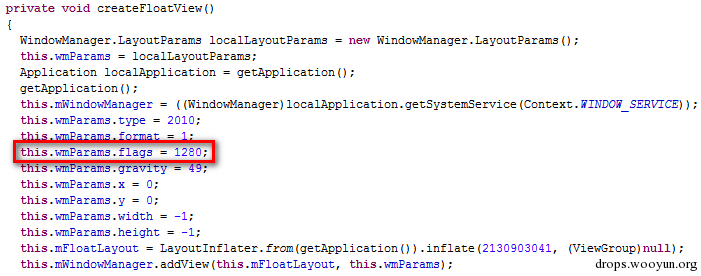 private void createFloatView()
{
WindowManager.LayoutParams localLayoutParams = new WindowManager.LayoutParams();
this.wmParams = localLayoutParams;
Application localApplication = getApplication();
getApplication();
this.mWindowManager = ((WindowManager)localApplication.getSystemService(Context.WINDOW_SERVICE));
this.wmParams.type = 2010;
this.wmParams.format = 1;
this.wmParams.flags = 1280;
this.wmParams.gravity = 49;
this.wmParams.x = 0;
this.wmParams.y = 0;
this.wmParams.width = -1;
this.wmParams.height = -1;
this.mFloatLayout = LayoutInflater.from(getApplication()).inflate(2130903041, (ViewGroup)null);
this.mWindowManager.addView(this.mFloatLayout, this.wmParams);
drops.wooyun.org